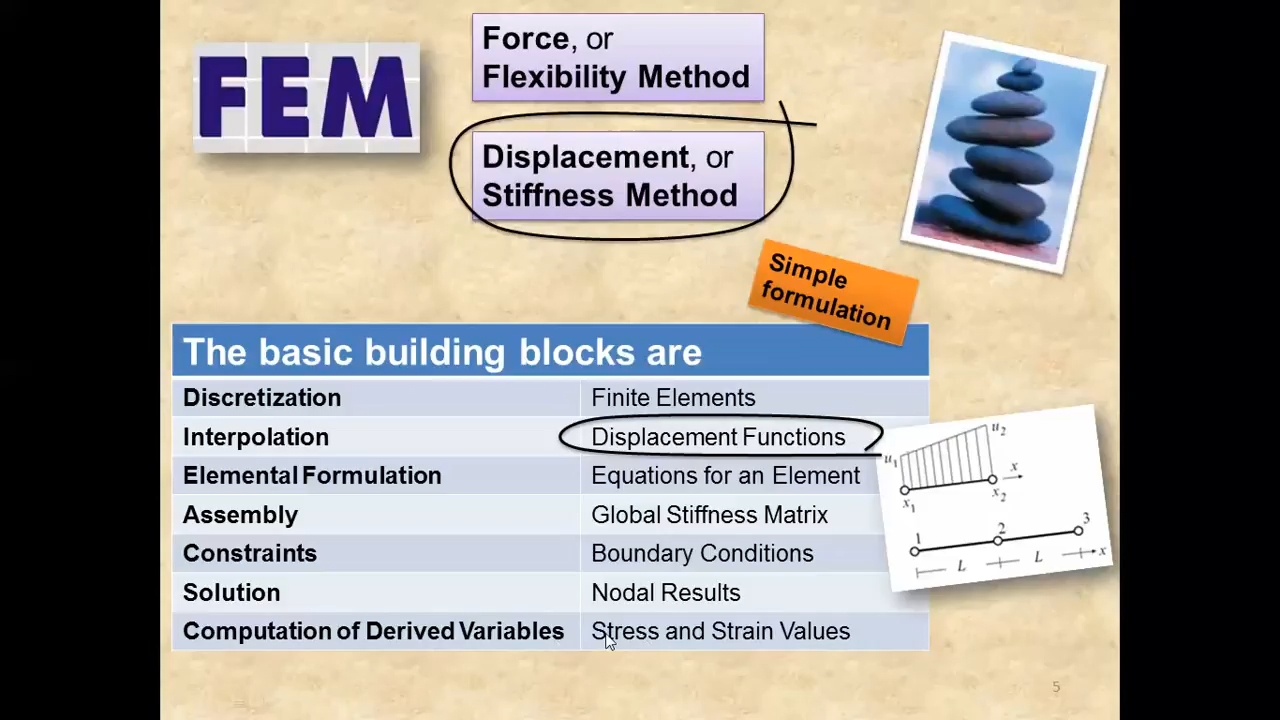 FEM
Force, or
Flexibility Method
Displacement, or
Stiffness Method
Simple
formulation
The basic building blocks are
Discretization Finite Elements
Interpolation Displacement Functions
Elemental Formulation Equations for an Element
Assembly Global Stiffness Matrix
Constraints Boundary Conditions
Solution Nodal Results
Computation of Derived Variables Stress and Strain Values
u₁ u₂
x
x₁ x₂
1 2 3
L L x
5